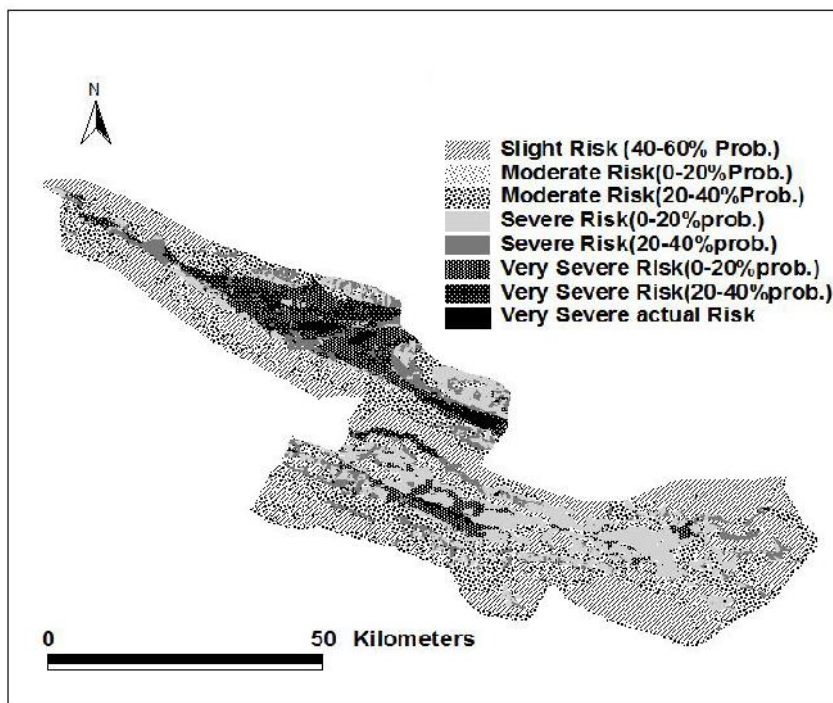 N
Slight Risk (40-60% Prob.)
Moderate Risk(0-20%Prob.)
Moderate Risk(20-40%Prob.)
Severe Risk(0-20%prob.)
Severe Risk(20-40%prob.)
Very Severe RIsk(0-20%prob.)
Very Severe Risk(20-40%prob.)
Very Severe actual Risk
0 50 Kilometers